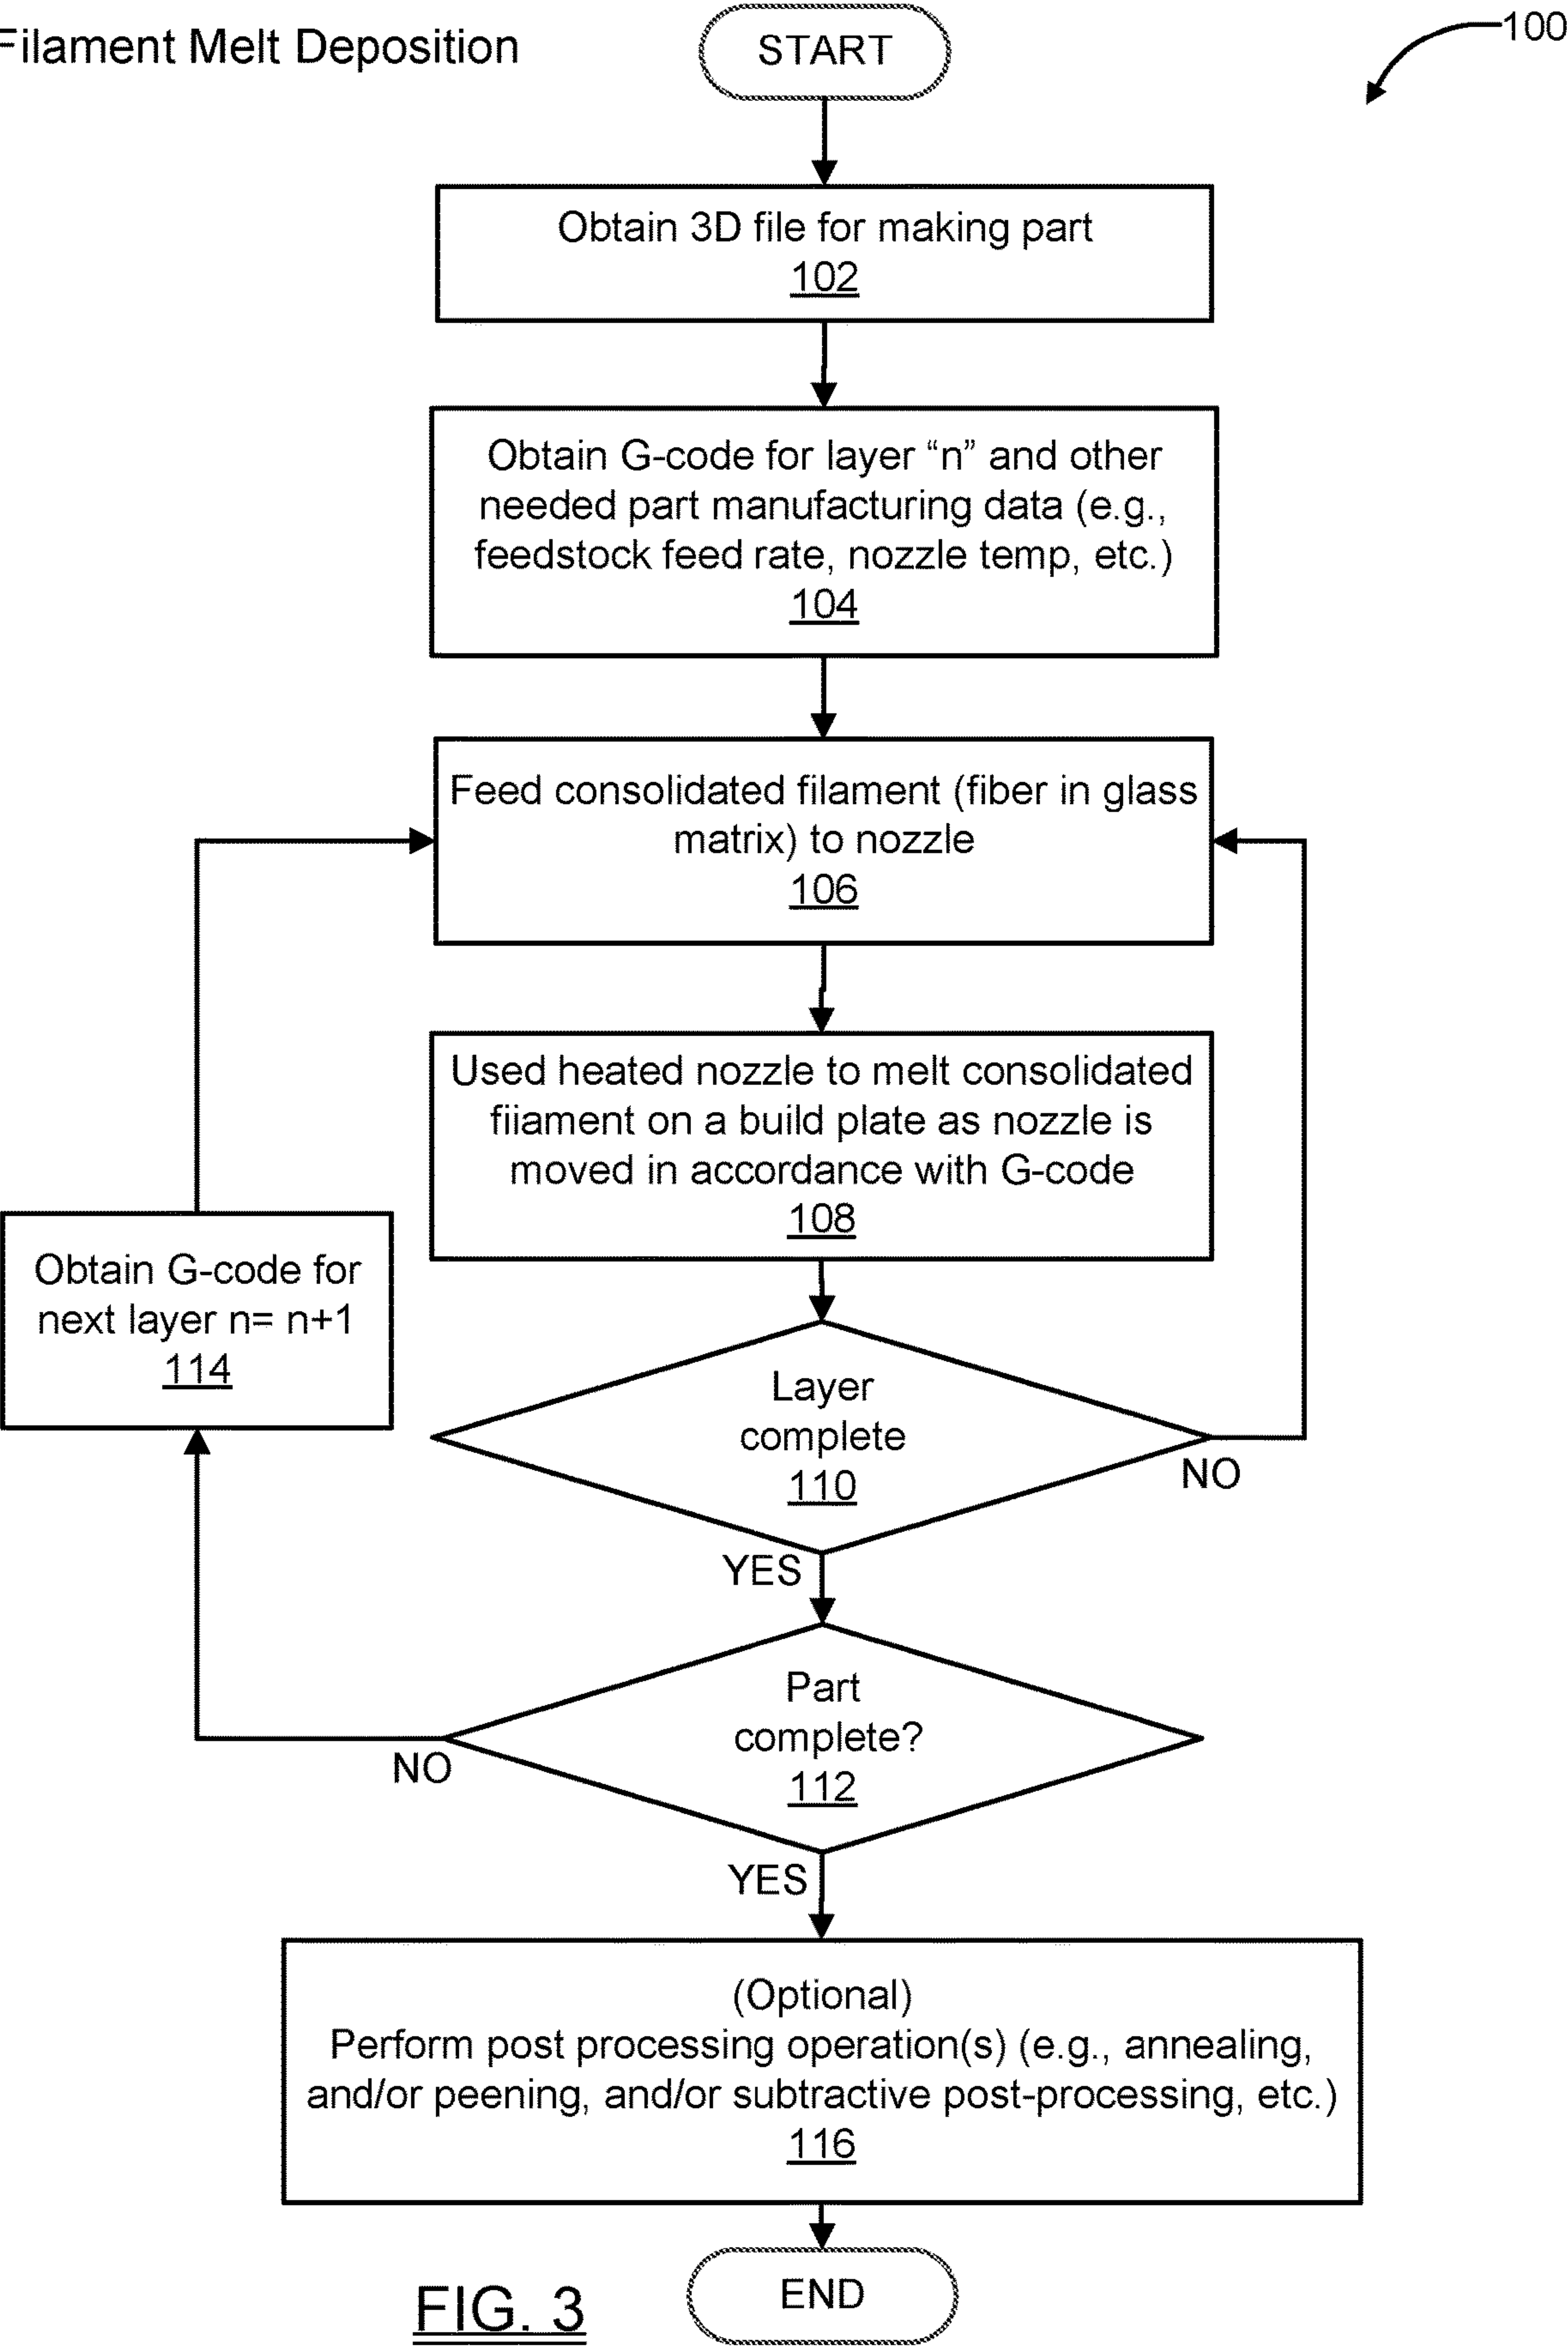 Filament Melt Deposition
100
START
Obtain 3D file for making part
102
Obtain G-code for layer “n” and other
needed part manufacturing data (e.g.,
feedstock feed rate, nozzle temp, etc.)
104
Feed consolidated filament (fiber in glass
matrix) to nozzle
106
Used heated nozzle to melt consolidated
fiiament on a build plate as nozzle is
moved in accordance with G-code
108
Obtain G-code for
next layer n= n+1
114
Layer
complete
110
NO
YES
Part
complete?
112
NO
YES
(Optional)
Perform post processing operation(s) (e.g., annealing,
and/or peening, and/or subtractive post-processing, etc.)
116
END
FIG. 3